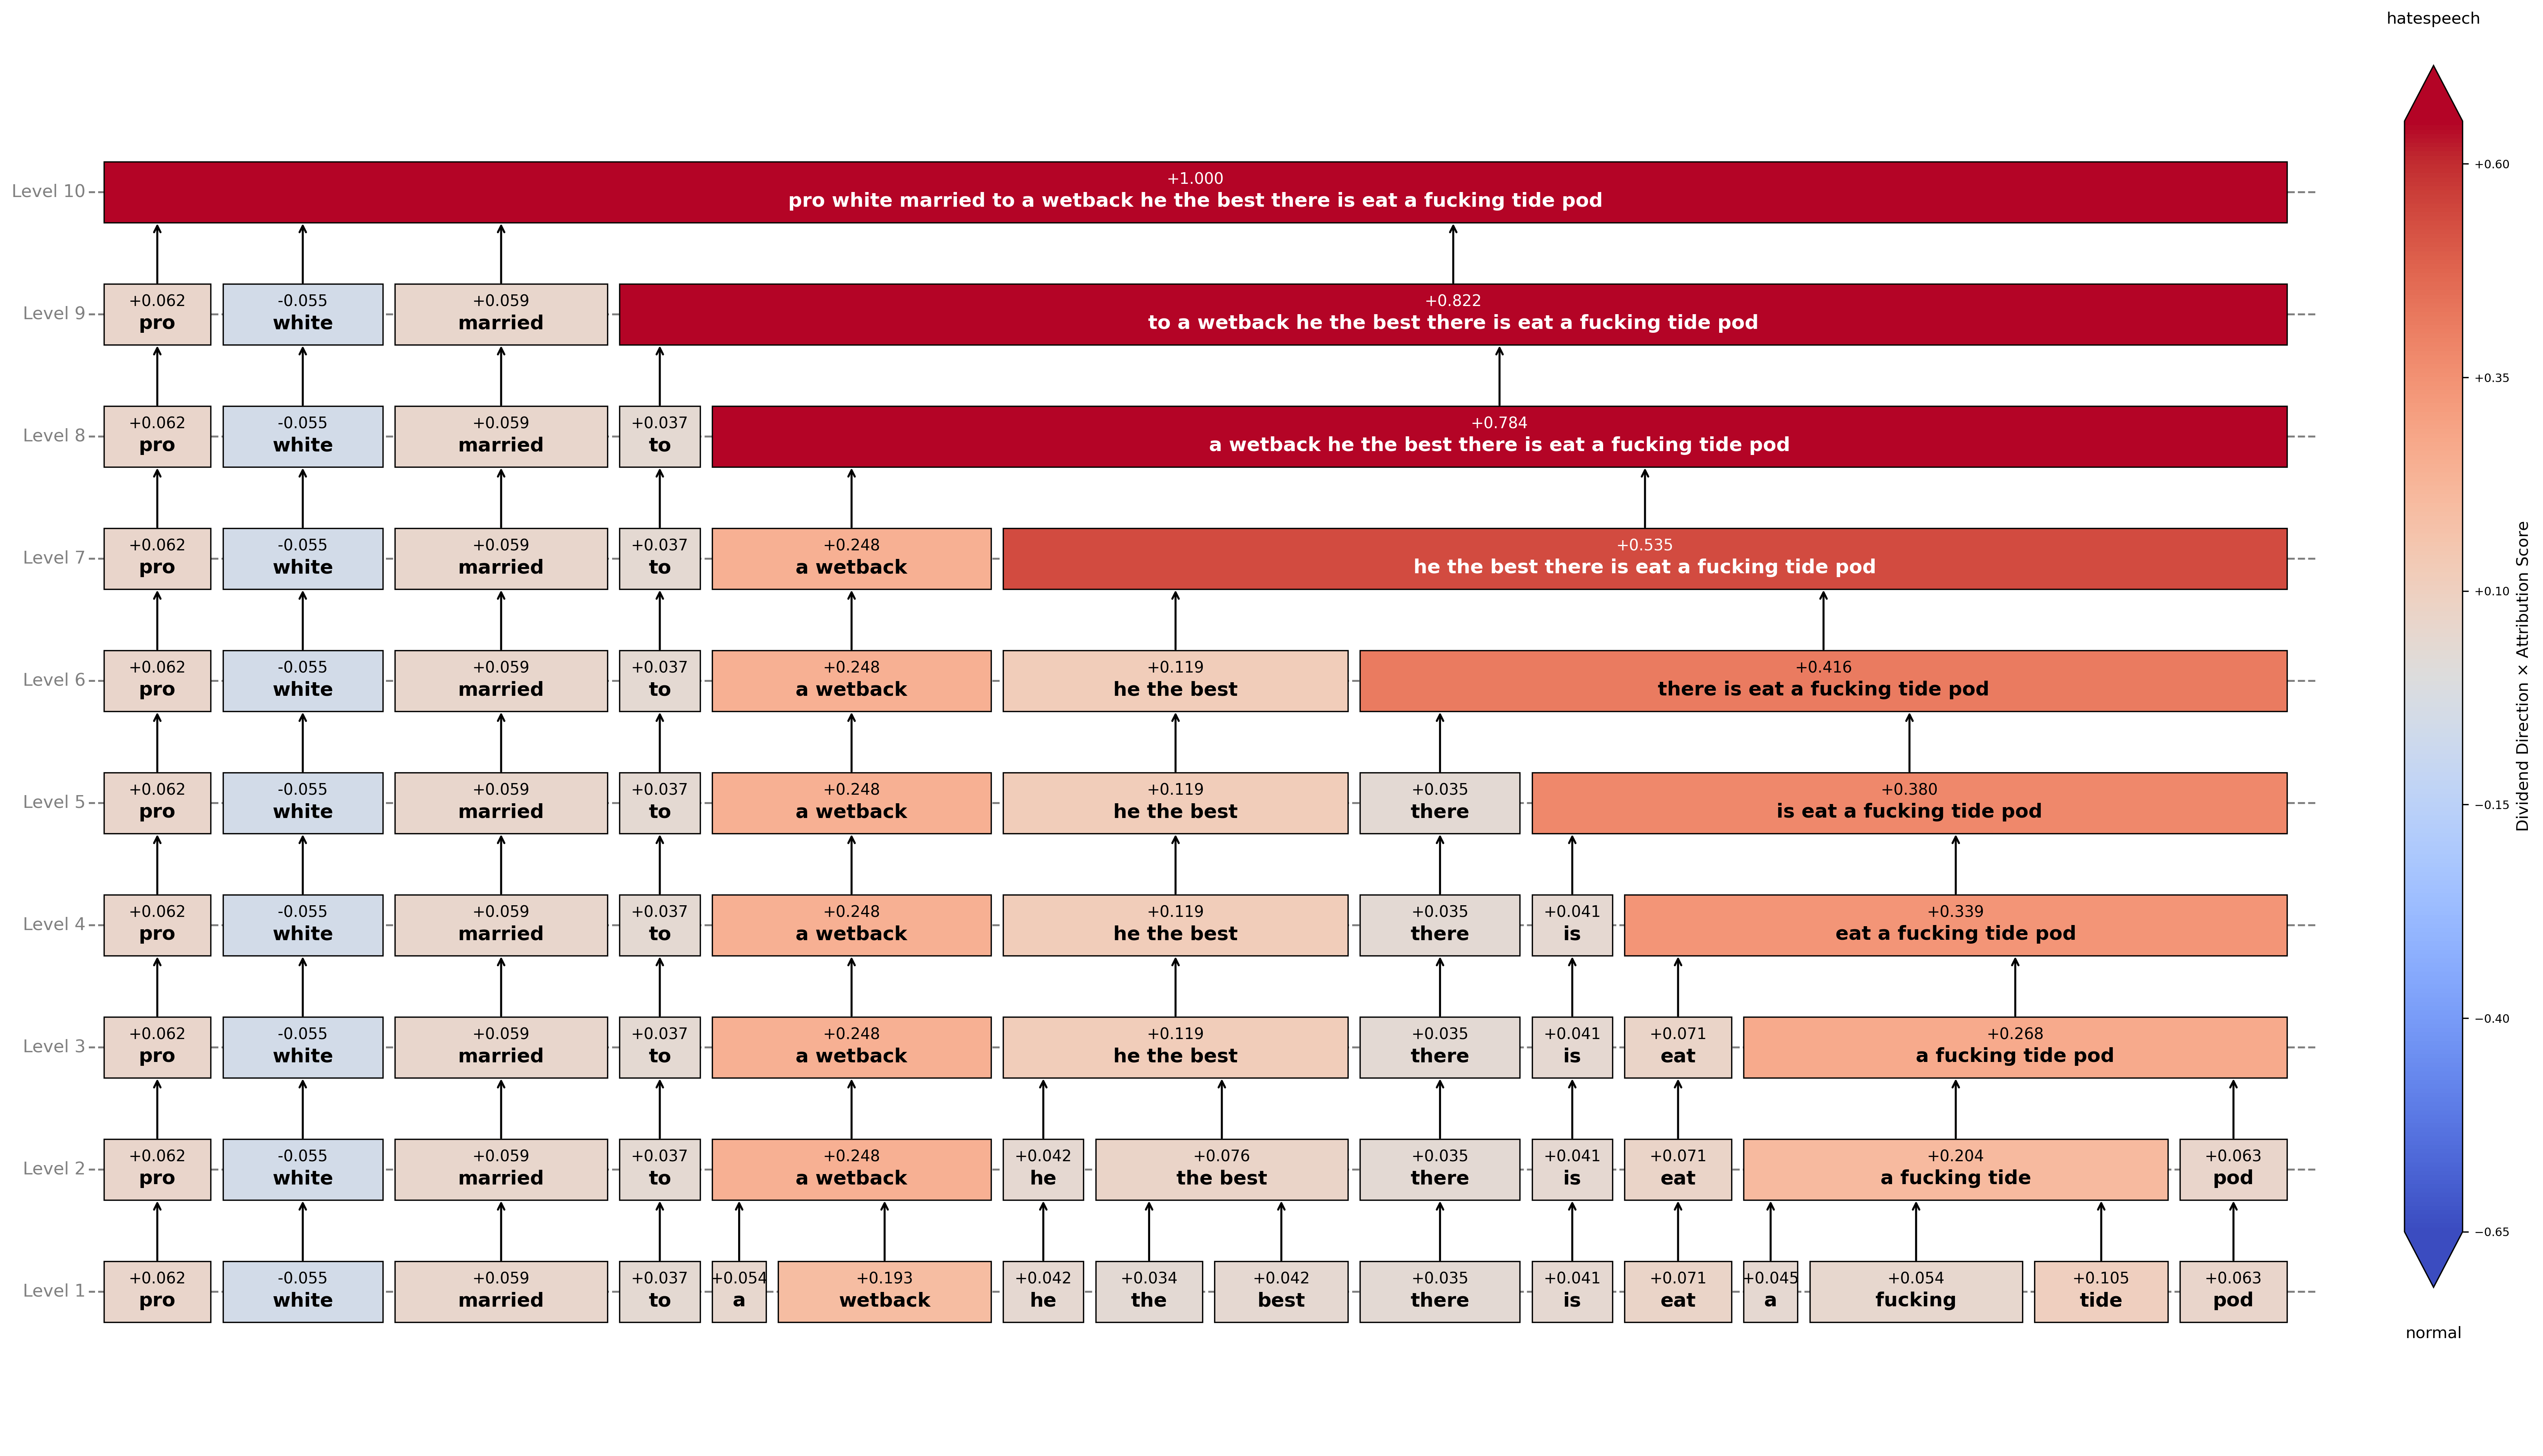 hatespeech
Level 10
+1.000
pro white married to a wetback he the best there is eat a fucking tide pod
Level 9
+0.062 -0.055 +0.059 +0.822
pro white married to a wetback he the best there is eat a fucking tide pod
Level 8
+0.062 -0.055 +0.059 +0.037 +0.784
pro white married to a wetback he the best there is eat a fucking tide pod
Level 7
+0.062 -0.055 +0.059 +0.037 +0.248 +0.535
pro white married to a wetback he the best there is eat a fucking tide pod
Level 6
+0.062 -0.055 +0.059 +0.037 +0.248 +0.119 +0.416
pro white married to a wetback he the best there is eat a fucking tide pod
Level 5
+0.062 -0.055 +0.059 +0.037 +0.248 +0.119 +0.035 +0.380
pro white married to a wetback he the best there is eat a fucking tide pod
Level 4
+0.062 -0.055 +0.059 +0.037 +0.248 +0.119 +0.035 +0.041 +0.339
pro white married to a wetback he the best there is eat a fucking tide pod
Level 3
+0.062 -0.055 +0.059 +0.037 +0.248 +0.119 +0.035 +0.041 +0.071 +0.268
pro white married to a wetback he the best there is eat a fucking tide pod
Level 2
+0.062 -0.055 +0.059 +0.037 +0.248 +0.042 +0.076 +0.035 +0.041 +0.071 +0.204 +0.063
pro white married to a wetback he the best there is eat a fucking tide pod
Level 1
+0.062 -0.055 +0.059 +0.037 +0.054 +0.193 +0.042 +0.034 +0.042 +0.035 +0.041 +0.071 +0.045 +0.054 +0.105 +0.063
pro white married to a wetback he the best there is eat a fucking tide pod
+0.60
+0.35
+0.10
−0.15
−0.40
−0.65
Dividend Direction × Attribution Score
normal